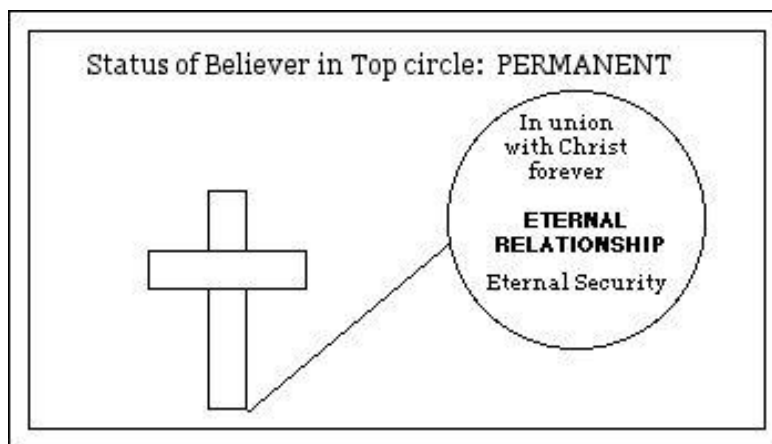 Status of Believer in Top circle: PERMANENT
In union
with Christ
forever
ETERNAL
RELATIONSHIP
Eternal Security